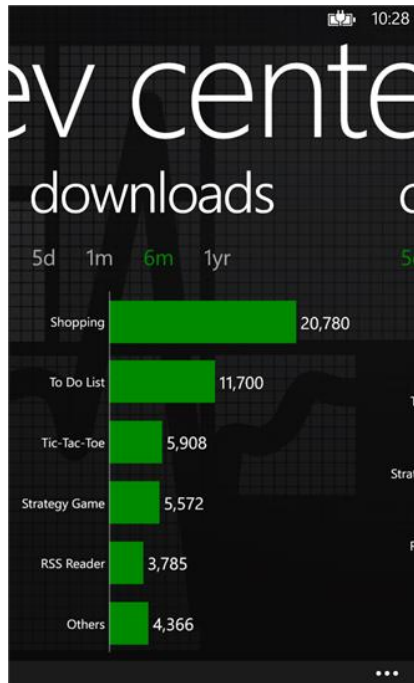 10:28
ev cente
downloads
5d 1m 6m 1yr
Shopping 20,780
To Do List 11,700
Tic-Tac-Toe 5,908
Strategy Game 5,572
RSS Reader 3,785
Others 4,366